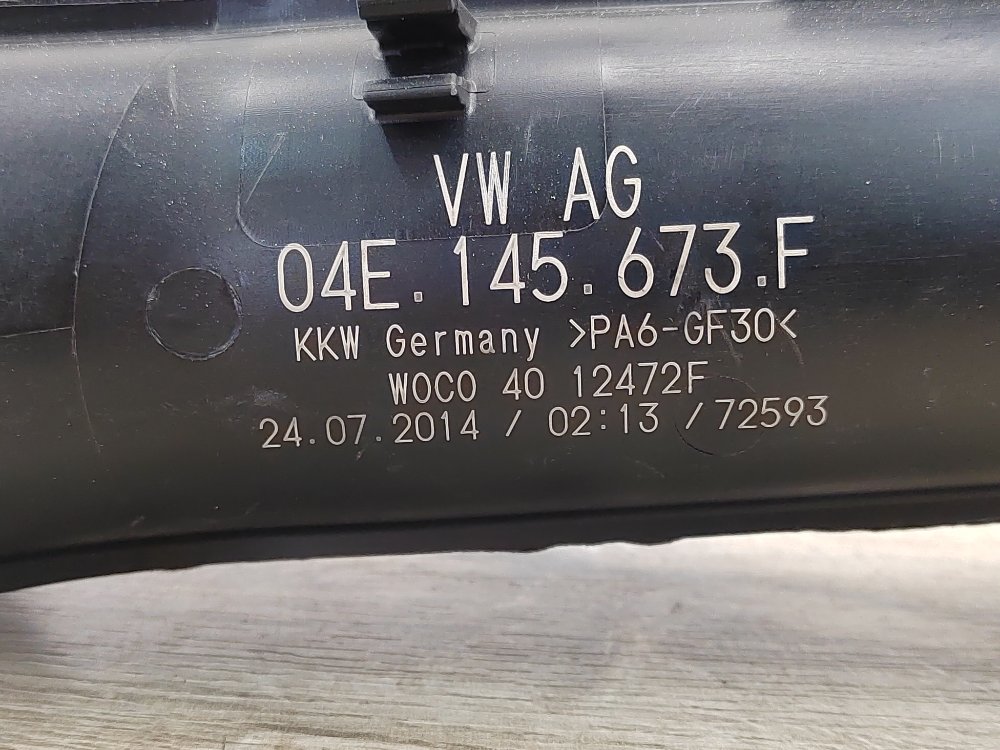 VW AG
04E.145.673.F
KKW Germany >PA6-GF30<
WOCO 40 12472F
24.07.2014 / 02:13 /72593